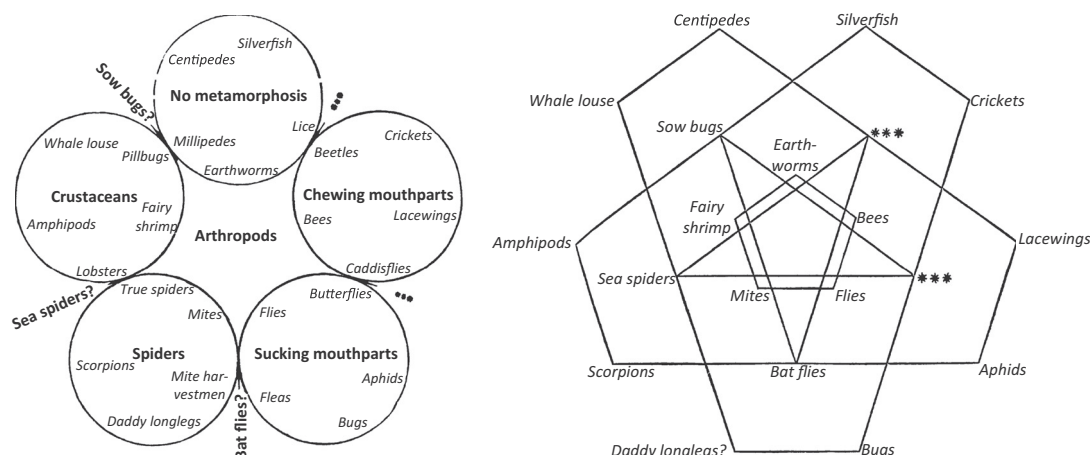 Silverfish
Centipedes
No metamorphosis
Sow bugs?
•••
Lice
Millipedes
Earthworms
Whale louse
Pillbugs
Crustaceans
Fairy
shrimp
Amphipods
Lobsters
Arthropods
Beetles
Crickets
Chewing mouthparts
Bees
Lacewings
Caddisflies
Sea spiders?
True spiders
Mites
Spiders
Scorpions
Mite har-
vestmen
Daddy longlegs
Butterflies
•••
Flies
Sucking mouthparts
Aphids
Fleas
Bugs
Bat flies?
Centipedes
Silverfish
Whale louse
Crickets
Sow bugs
***
Earth-
worms
Fairy
shrimp
Bees
Amphipods
Lacewings
Sea spiders
***
Mites
Flies
Scorpions
Bat flies
Aphids
Daddy longlegs?
Bugs